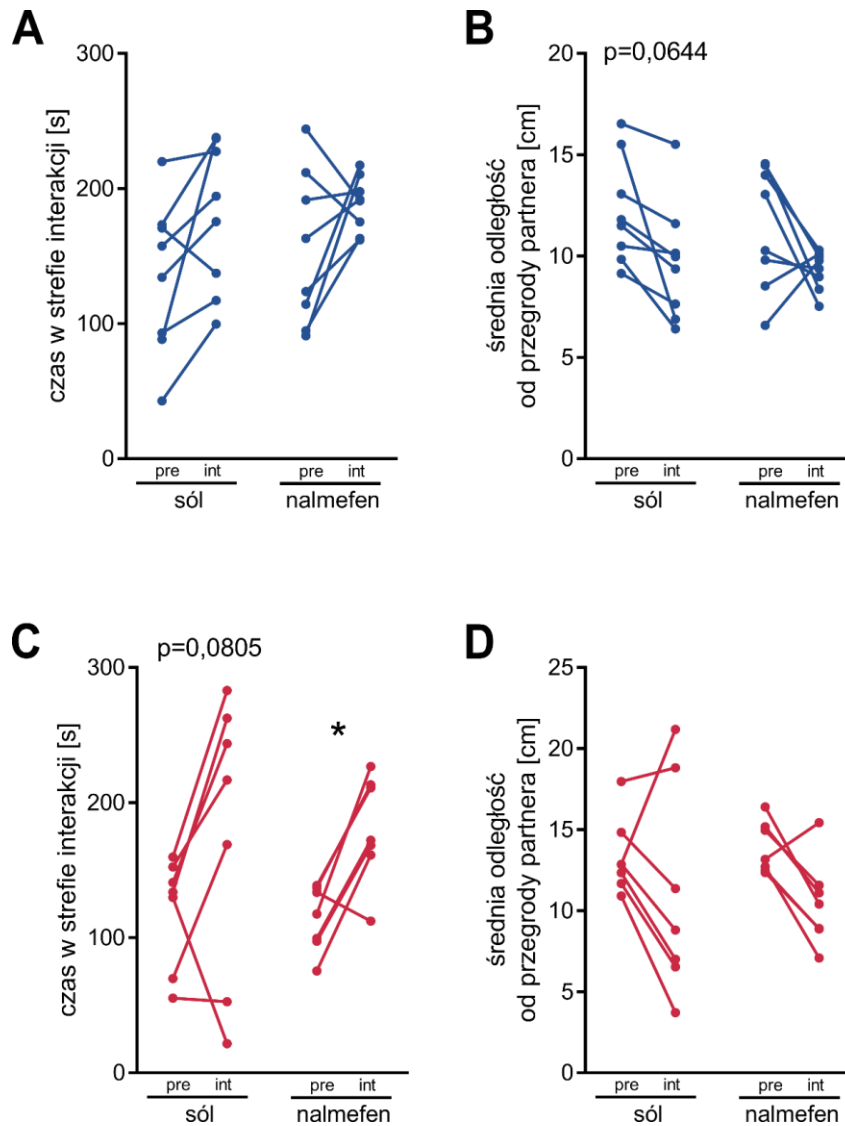 A
300
200
100
0
czas w strefie interakcji [s]
pre int pre int
sól nalmefen
B
p=0,0644
20
15
10
5
0
średnia odległość
od przegrody partnera [cm]
pre int pre int
sól nalmefen
C
p=0,0805
300
200
100
0
czas w strefie interakcji [s]
*
pre int pre int
sól nalmefen
D
25
20
15
10
5
0
średnia odległość
od przegrody partnera [cm]
pre int pre int
sól nalmefen